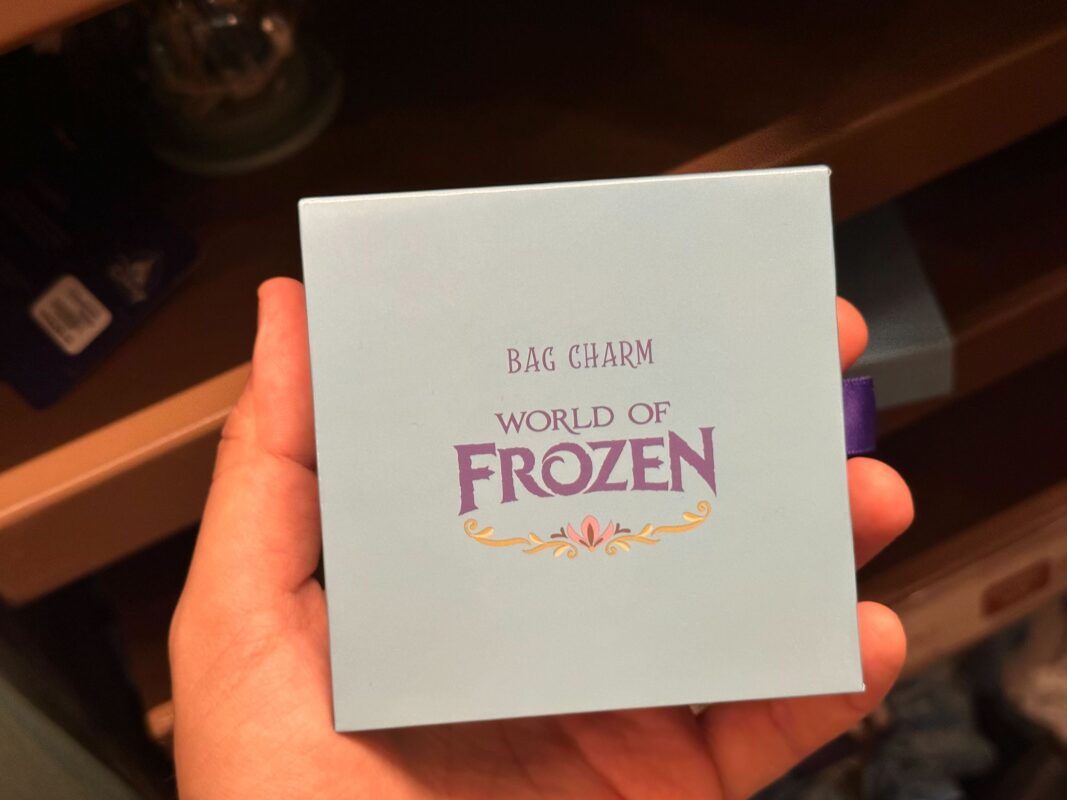 BAG CHARM
WORLD OF
FROZEN